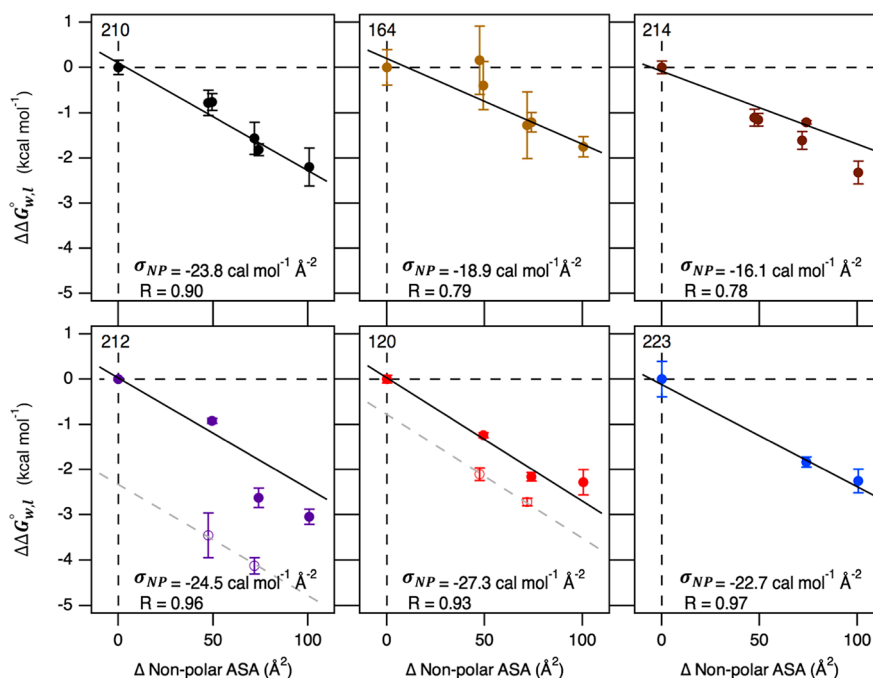 210
164
214
1
0
-1
-2
-3
-4
-5
ΔΔG°w,l (kcal mol⁻¹)
σNP = -23.8 cal mol⁻¹ Å⁻²
R = 0.90
σNP = -18.9 cal mol⁻¹ Å⁻²
R = 0.79
σNP = -16.1 cal mol⁻¹ Å⁻²
R = 0.78
212
120
223
1
0
-1
-2
-3
-4
-5
ΔΔG°w,l (kcal mol⁻¹)
σNP = -24.5 cal mol⁻¹ Å⁻²
R = 0.96
σNP = -27.3 cal mol⁻¹ Å⁻²
R = 0.93
σNP = -22.7 cal mol⁻¹ Å⁻²
R = 0.97
0 50 100
0 50 100
0 50 100
Δ Non-polar ASA (Å²)
Δ Non-polar ASA (Å²)
Δ Non-polar ASA (Å²)